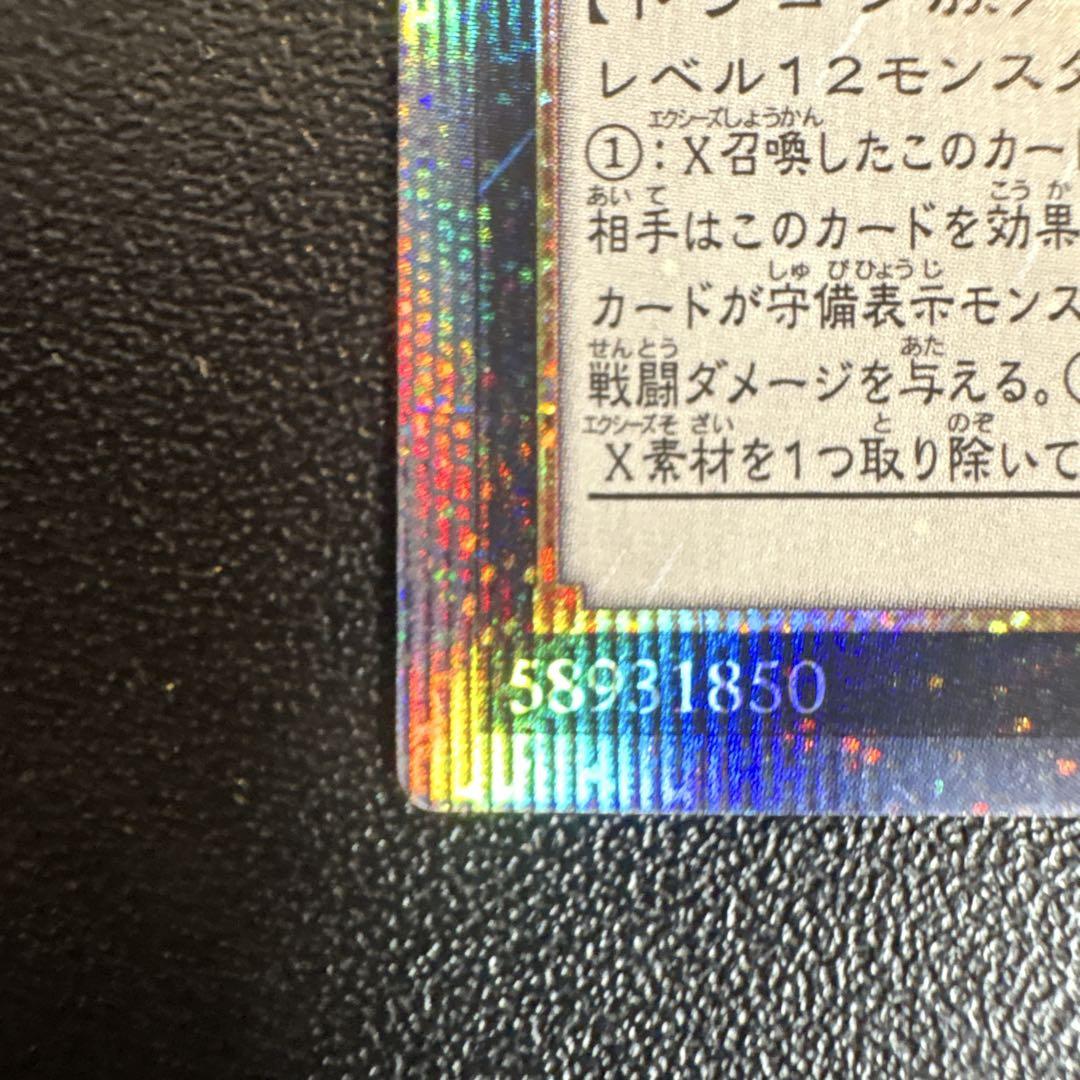 レベル12モンスタ
エクシーズしょうかん
①：X召喚したこのカード
あいて こうか
相手はこのカードを効果
しゅびひょうじ
カードが守備表示モンス
せんとう あた
戦闘ダメージを与える。
エクシーズそざい と のぞ
X素材を1つ取り除いて
58931850